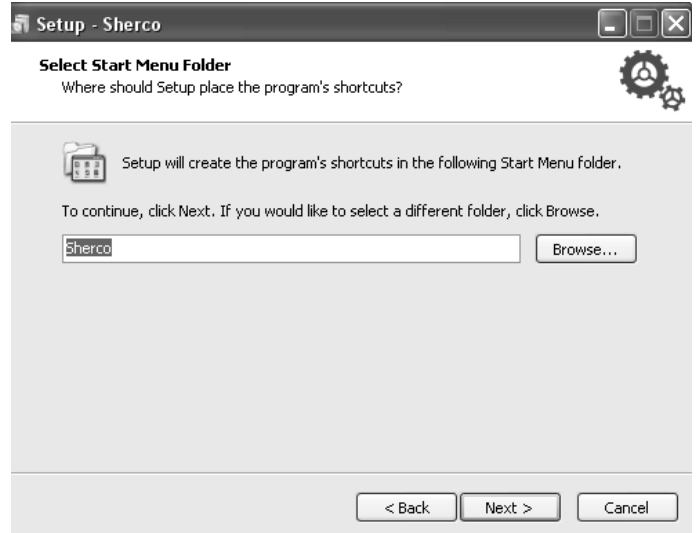 Setup - Sherco
Select Start Menu Folder
Where should Setup place the program's shortcuts?
Setup will create the program's shortcuts in the following Start Menu folder.
To continue, click Next. If you would like to select a different folder, click Browse.
Sherco
Browse...
< Back
Next >
Cancel